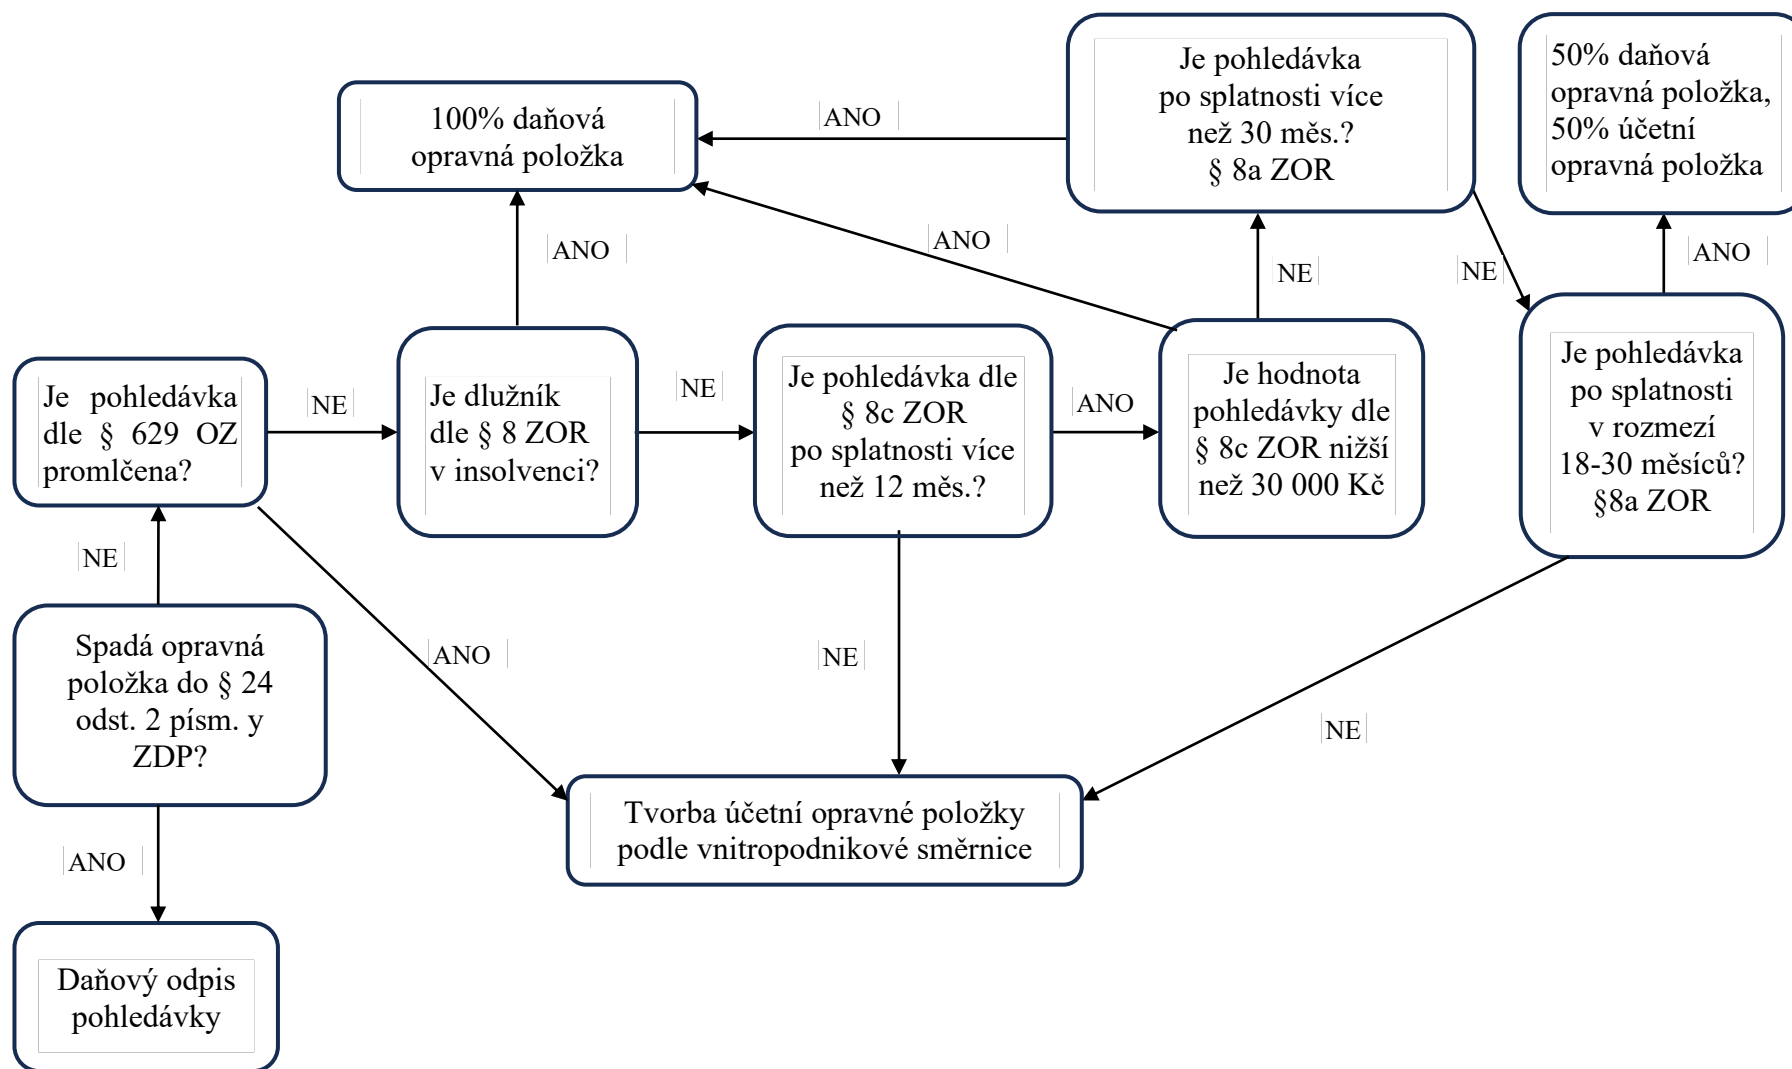 100% daňová
opravná položka
ANO
Je pohledávka
po splatnosti více
než 30 měs.?
§ 8a ZOR
50% daňová
opravná položka,
50% účetní
opravná položka
ANO
ANO
NE
NE
ANO
Je pohledávka
dle § 629 OZ
promlčena?
NE
Je dlužník
dle § 8 ZOR
v insolvenci?
NE
Je pohledávka dle
§ 8c ZOR
po splatnosti více
než 12 měs.?
ANO
Je hodnota
pohledávky dle
§ 8c ZOR nižší
než 30 000 Kč
Je pohledávka
po splatnosti
v rozmezí
18-30 měsíců?
§8a ZOR
NE
Spadá opravná
položka do § 24
odst. 2 písm. y
ZDP?
ANO
NE
NE
ANO
Tvorba účetní opravné položky
podle vnitropodnikové směrnice
Daňový odpis
pohledávky